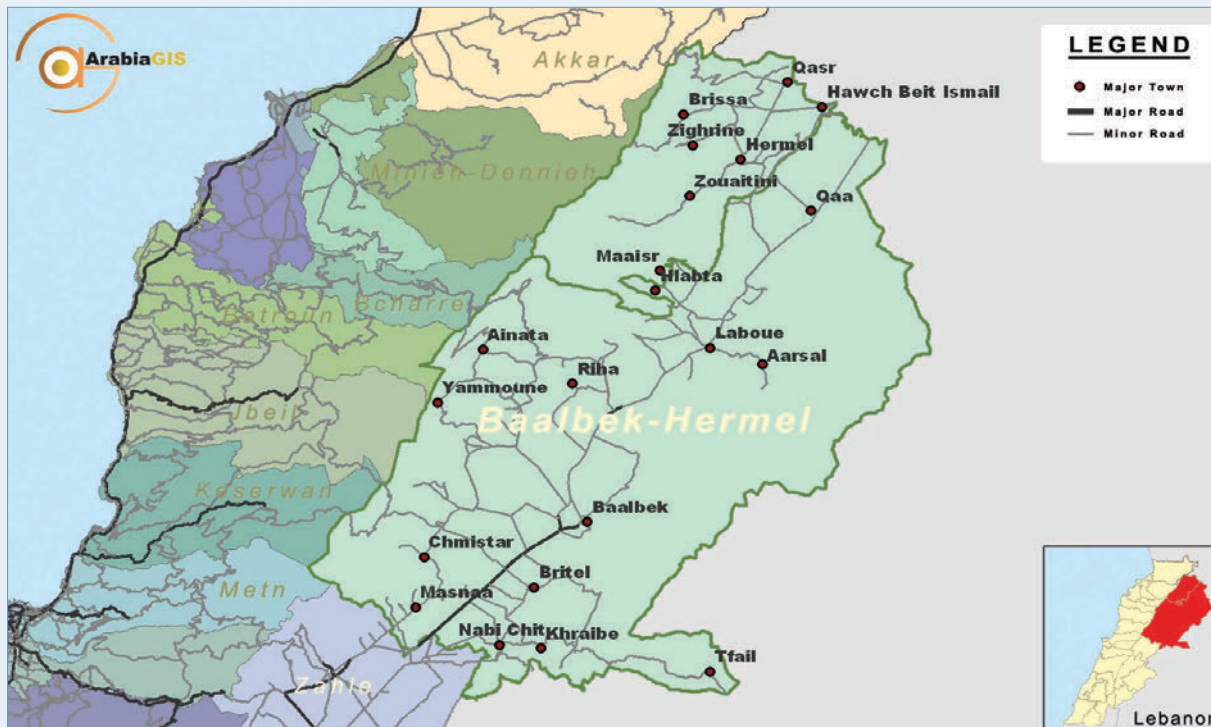 ArabiaGIS
LEGEND
Major Town
Major Road
Minor Road
Akkar
Qasr
Brissa
Hawch Beit Ismail
Zighrine
Hermel
Minieh-Dennieh
Zouaitini
Qaa
Maaisr
Hlabta
Bcharre
Batroun
Ainata
Laboue
Aarsal
Riha
Yammoune
Jbeil
Baalbek-Hermel
Keserwan
Baalbek
Chmistar
Britel
Metn
Masnaa
Nabi Chit
Khraibe
Tfail
Zahle
Lebanon